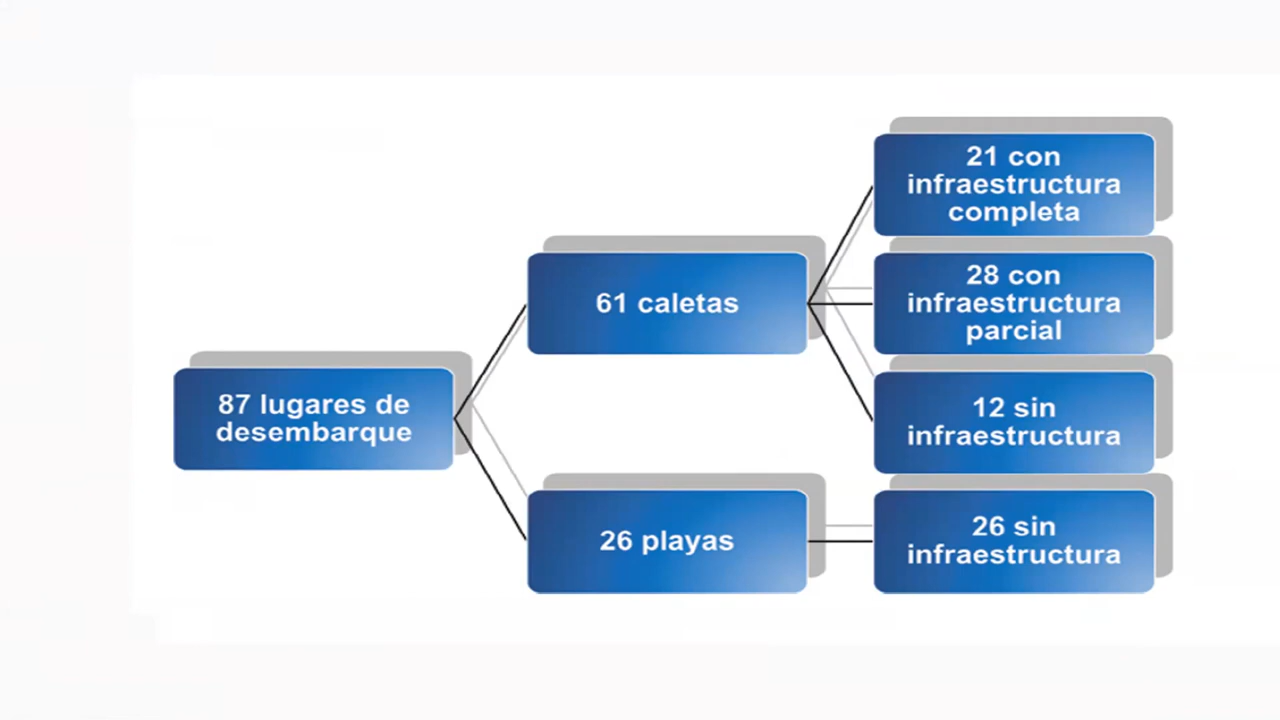 87 lugares de
desembarque
61 caletas
21 con
infraestructura
completa
28 con
infraestructura
parcial
12 sin
infraestructura
26 playas
26 sin
infraestructura